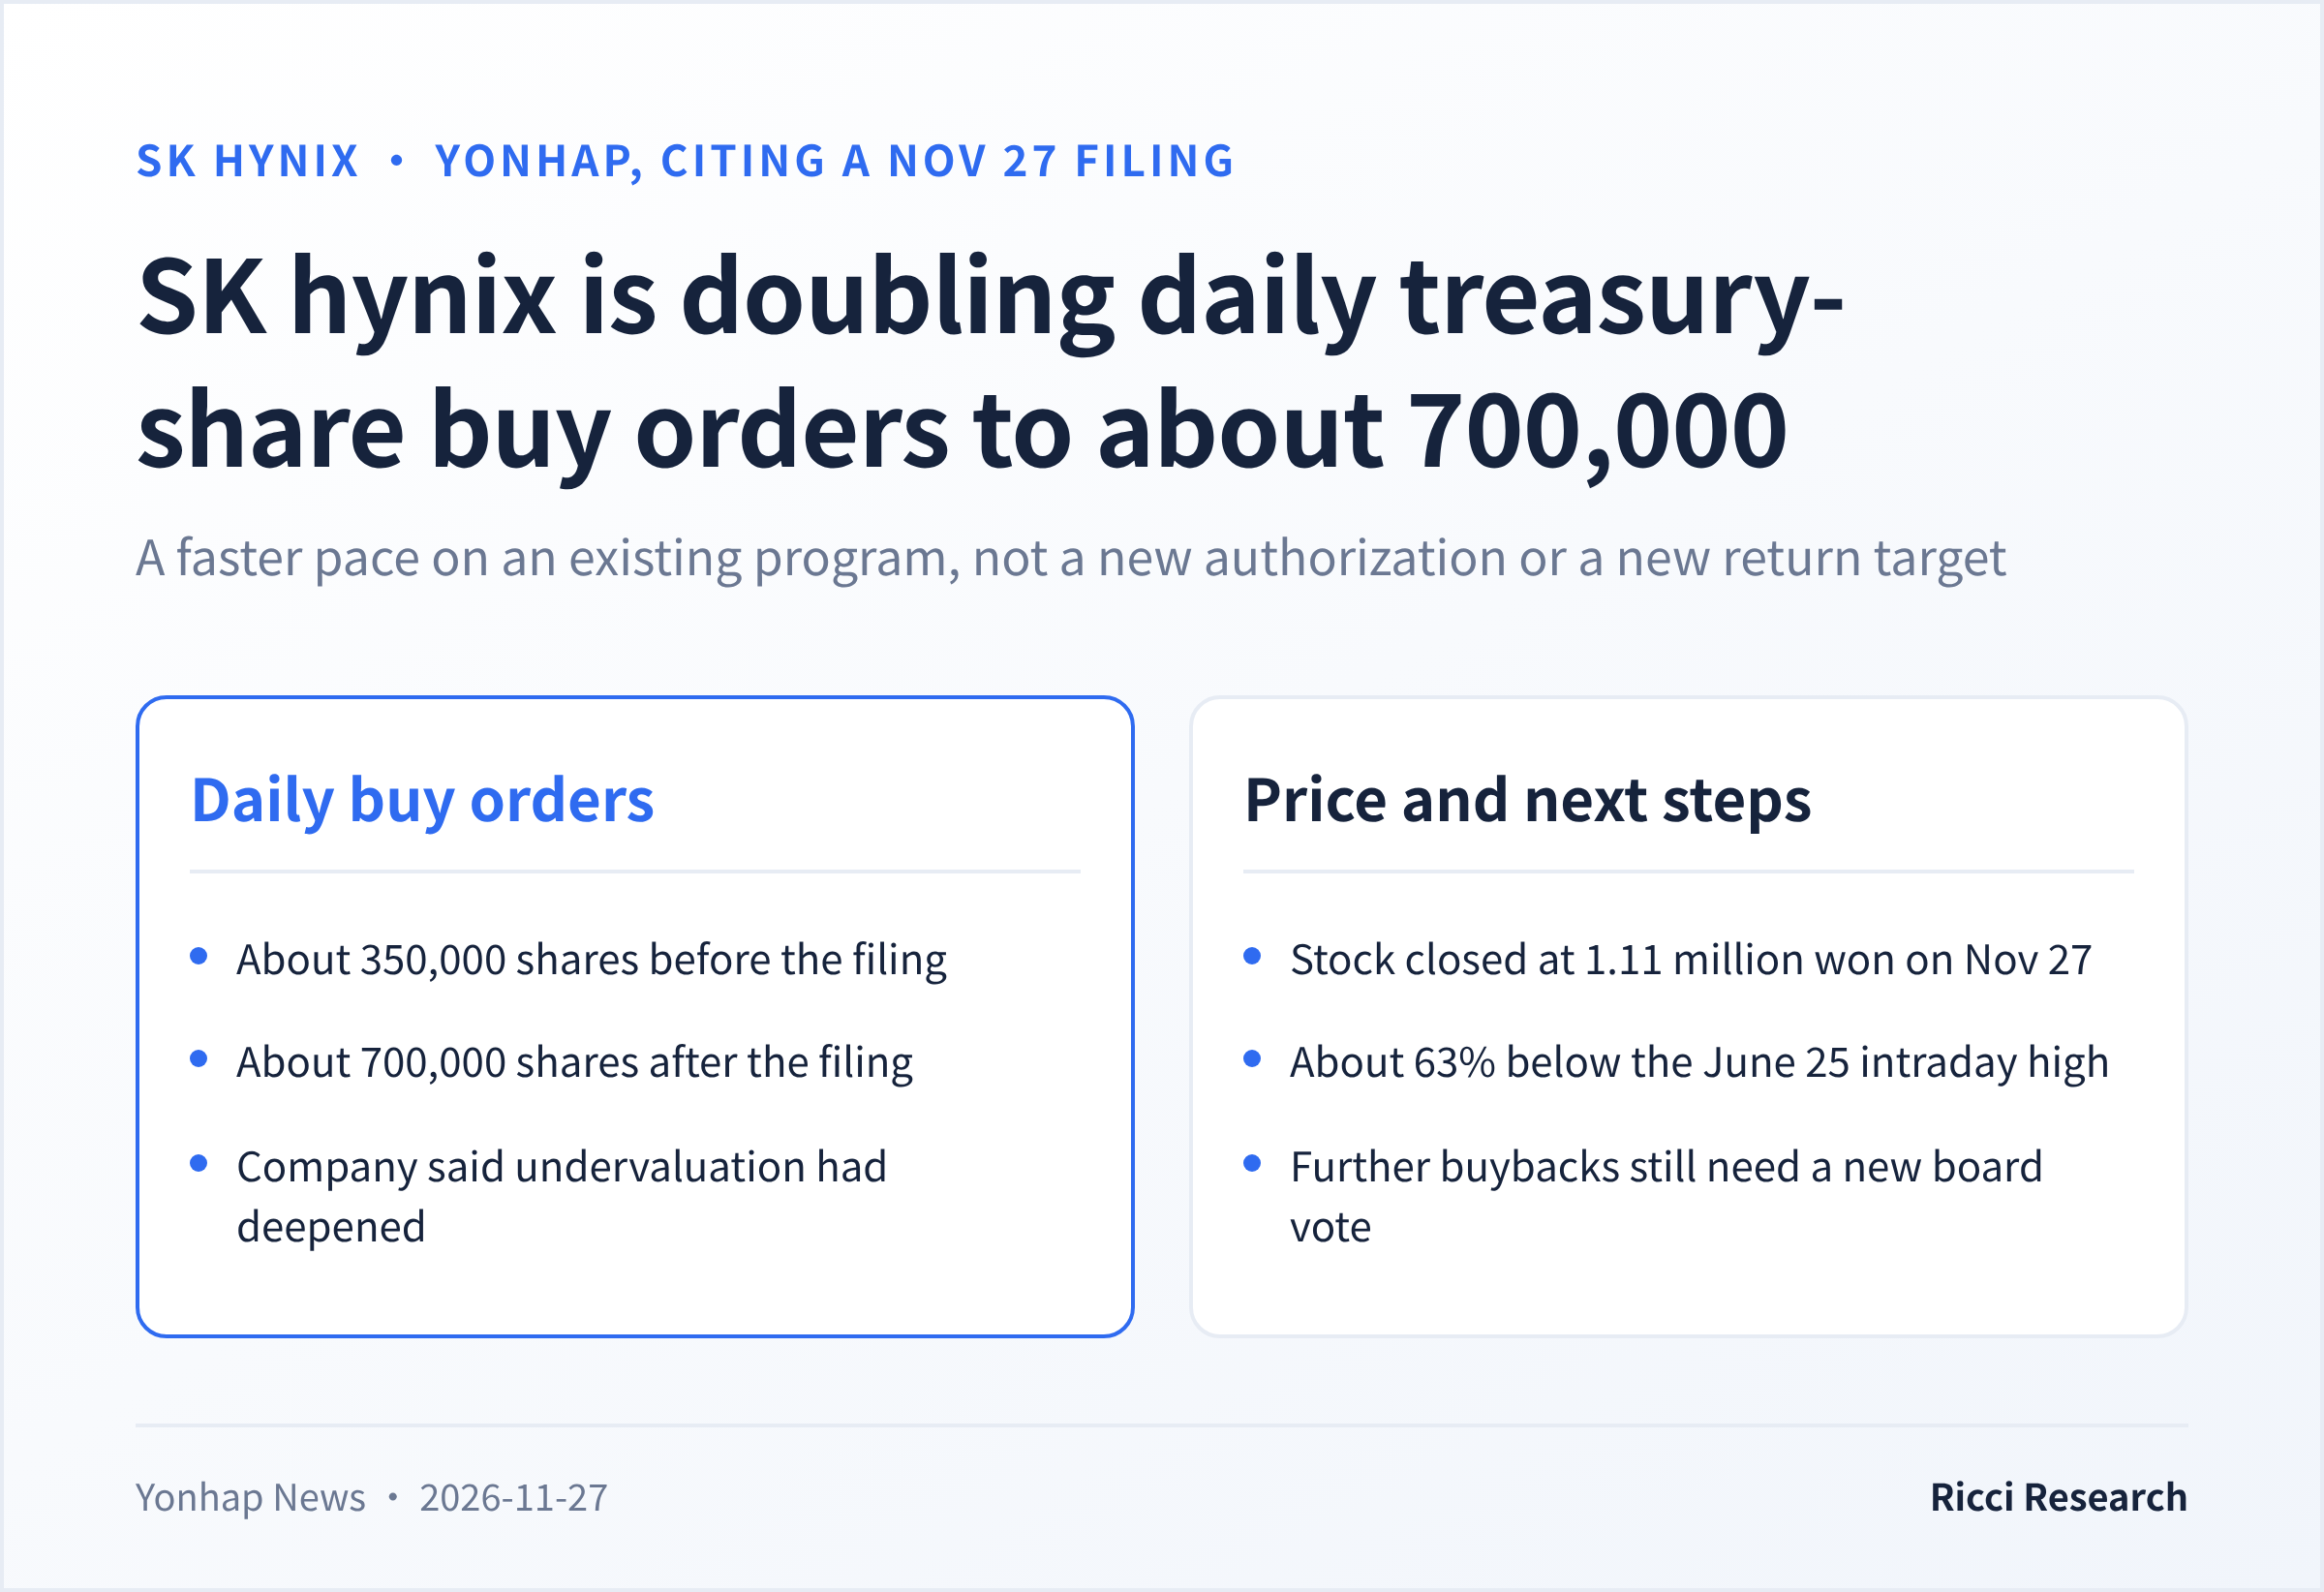 SK HYNIX • YONHAP, CITING A NOV 27 FILING
SK hynix is doubling daily treasury-
share buy orders to about 700,000
A faster pace on an existing program, not a new authorization or a new return target
Daily buy orders
• About 350,000 shares before the filing
• About 700,000 shares after the filing
• Company said undervaluation had
deepened
Price and next steps
• Stock closed at 1.11 million won on Nov 27
• About 63% below the June 25 intraday high
• Further buybacks still need a new board
vote
Yonhap News • 2026-11-27
Ricci Research